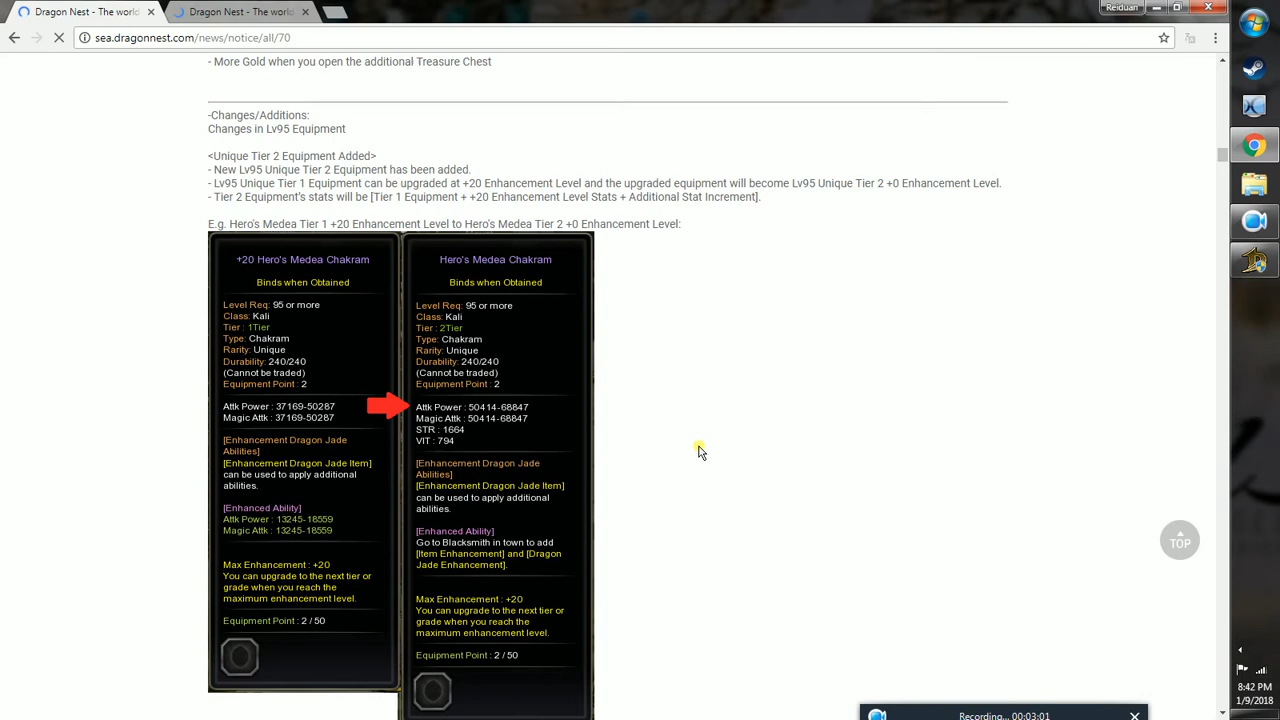 Dragon Nest - The world
Dragon Nest - The world
Reiduan
sea.dragonnest.com/news/notice/all/70
- More Gold when you open the additional Treasure Chest
-Changes/Additions:
Changes in Lv95 Equipment
<Unique Tier 2 Equipment Added>
- New Lv95 Unique Tier 2 Equipment has been added.
- Lv95 Unique Tier 1 Equipment can be upgraded at +20 Enhancement Level and the upgraded equipment will become Lv95 Unique Tier 2 +0 Enhancement Level.
- Tier 2 Equipment's stats will be [Tier 1 Equipment + +20 Enhancement Level Stats + Additional Stat Increment].
E.g. Hero's Medea Tier 1 +20 Enhancement Level to Hero's Medea Tier 2 +0 Enhancement Level:
+20 Hero's Medea Chakram
Binds when Obtained
Level Req: 95 or more
Class: Kali
Tier : 1Tier
Type: Chakram
Rarity: Unique
Durability: 240/240
(Cannot be traded)
Equipment Point : 2
Attk Power : 37169-50287
Magic Attk : 37169-50287
[Enhancement Dragon Jade
Abilities]
[Enhancement Dragon Jade Item]
can be used to apply additional
abilities.
[Enhanced Ability]
Attk Power : 13245-18559
Magic Attk : 13245-18559
Max Enhancement : +20
You can upgrade to the next tier or
grade when you reach the
maximum enhancement level.
Equipment Point : 2 / 50
Hero's Medea Chakram
Binds when Obtained
Level Req: 95 or more
Class: Kali
Tier : 2Tier
Type: Chakram
Rarity: Unique
Durability: 240/240
(Cannot be traded)
Equipment Point : 2
Attk Power : 50414-68847
Magic Attk : 50414-68847
STR : 1664
VIT : 794
[Enhancement Dragon Jade
Abilities]
[Enhancement Dragon Jade Item]
can be used to apply additional
abilities.
[Enhanced Ability]
Go to Blacksmith in town to add
[Item Enhancement] and [Dragon
Jade Enhancement].
Max Enhancement : +20
You can upgrade to the next tier or
grade when you reach the
maximum enhancement level.
Equipment Point : 2 / 50
TOP
Recording... 00:03:01
8:42 PM
1/9/2018